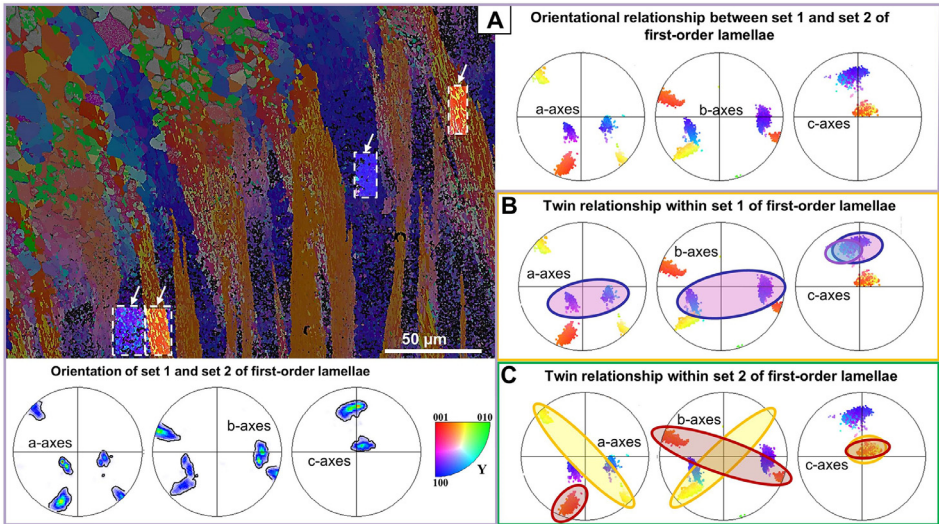 A
Orientational relationship between set 1 and set 2 of
first-order lamellae
a-axes
b-axes
c-axes
B
Twin relationship within set 1 of first-order lamellae
a-axes
b-axes
c-axes
50 µm
Orientation of set 1 and set 2 of first-order lamellae
a-axes
b-axes
c-axes
001
010
Y
100
C
Twin relationship within set 2 of first-order lamellae
a-axes
b-axes
c-axes